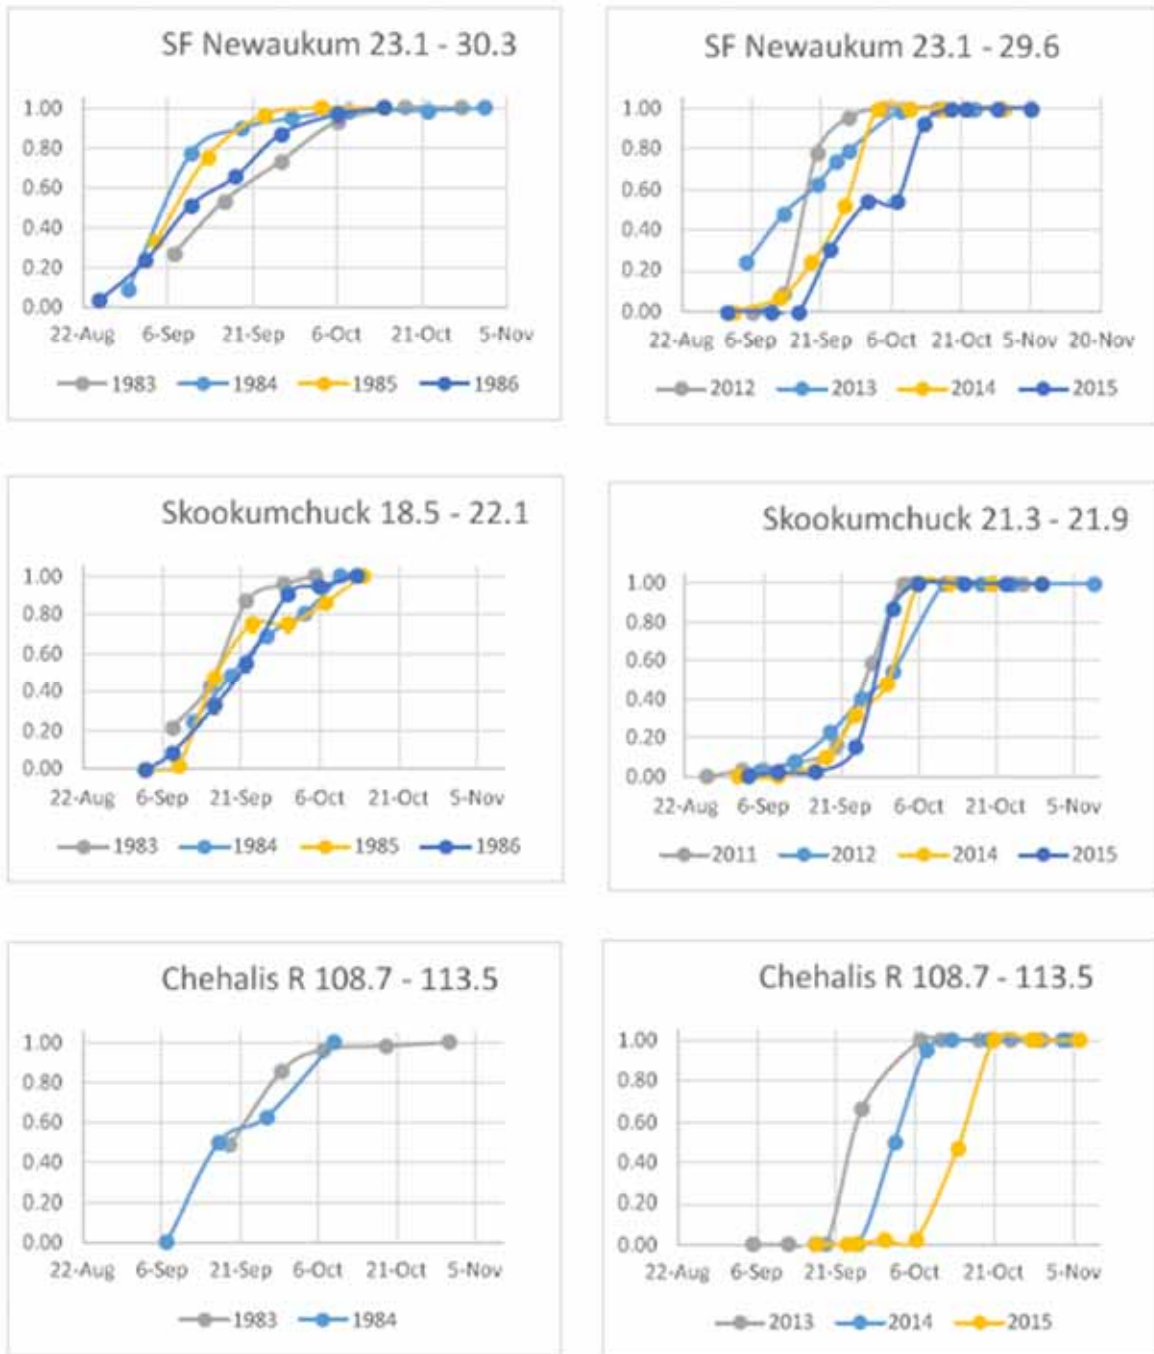 SF Newaukum 23.1 - 30.3
1.00
0.80
0.60
0.40
0.20
0.00
22-Aug 6-Sep 21-Sep 6-Oct 21-Oct 5-Nov
1983 1984 1985 1986
SF Newaukum 23.1 - 29.6
1.00
0.80
0.60
0.40
0.20
0.00
22-Aug 6-Sep 21-Sep 6-Oct 21-Oct 5-Nov 20-Nov
2012 2013 2014 2015
Skookumchuck 18.5 - 22.1
1.00
0.80
0.60
0.40
0.20
0.00
22-Aug 6-Sep 21-Sep 6-Oct 21-Oct 5-Nov
1983 1984 1985 1986
Skookumchuck 21.3 - 21.9
1.00
0.80
0.60
0.40
0.20
0.00
22-Aug 6-Sep 21-Sep 6-Oct 21-Oct 5-Nov
2011 2012 2014 2015
Chehalis R 108.7 - 113.5
1.00
0.80
0.60
0.40
0.20
0.00
22-Aug 6-Sep 21-Sep 6-Oct 21-Oct 5-Nov
1983 1984
Chehalis R 108.7 - 113.5
1.00
0.80
0.60
0.40
0.20
0.00
22-Aug 6-Sep 21-Sep 6-Oct 21-Oct 5-Nov
2013 2014 2015